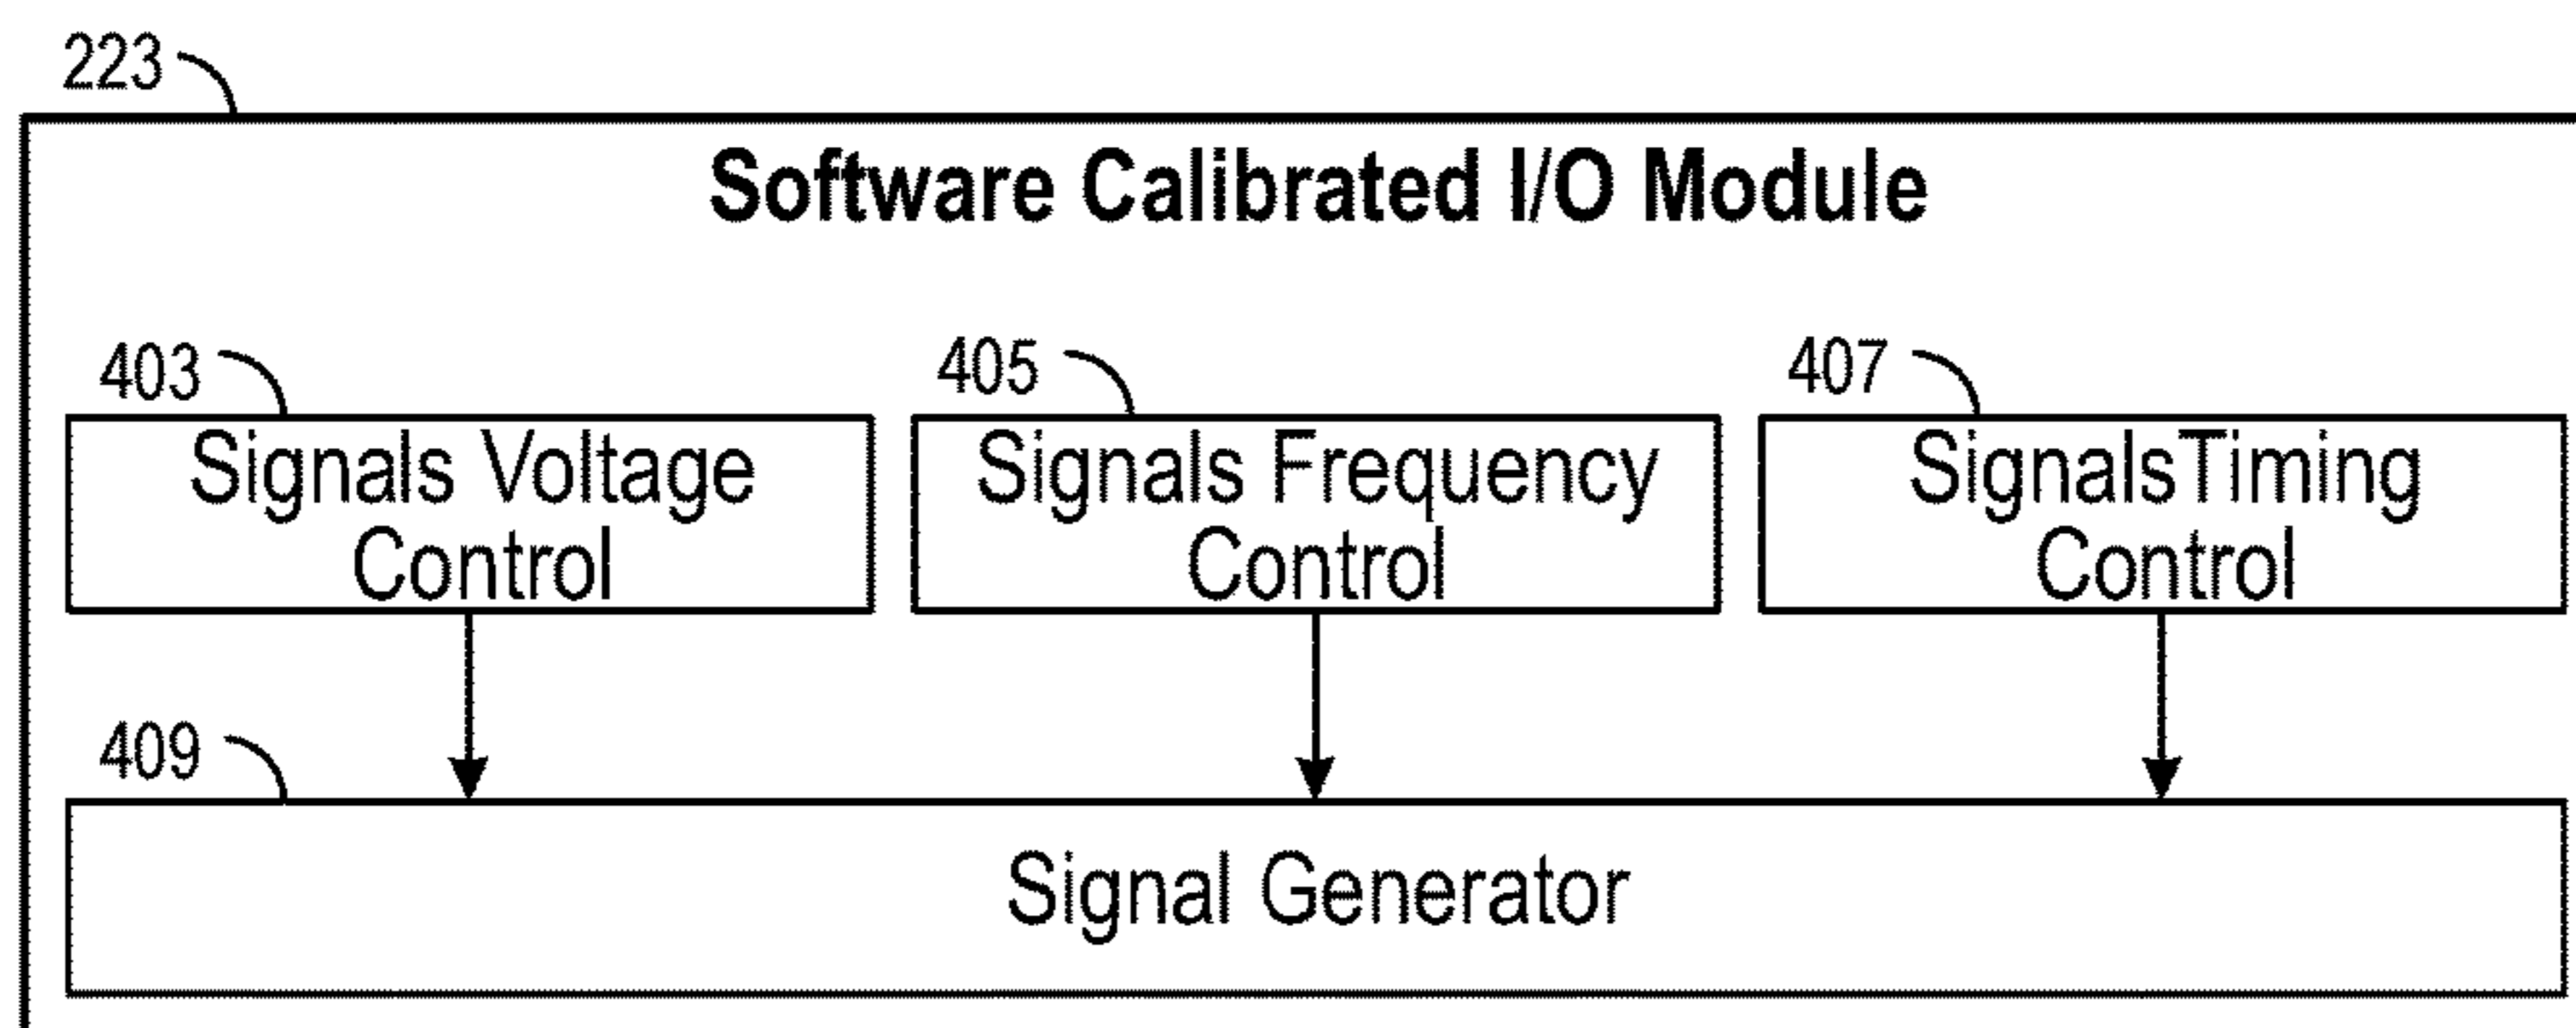 223
Software Calibrated I/O Module
403
405
407
Signals Voltage
Control
Signals Frequency
Control
SignalsTiming
Control
409
Signal Generator